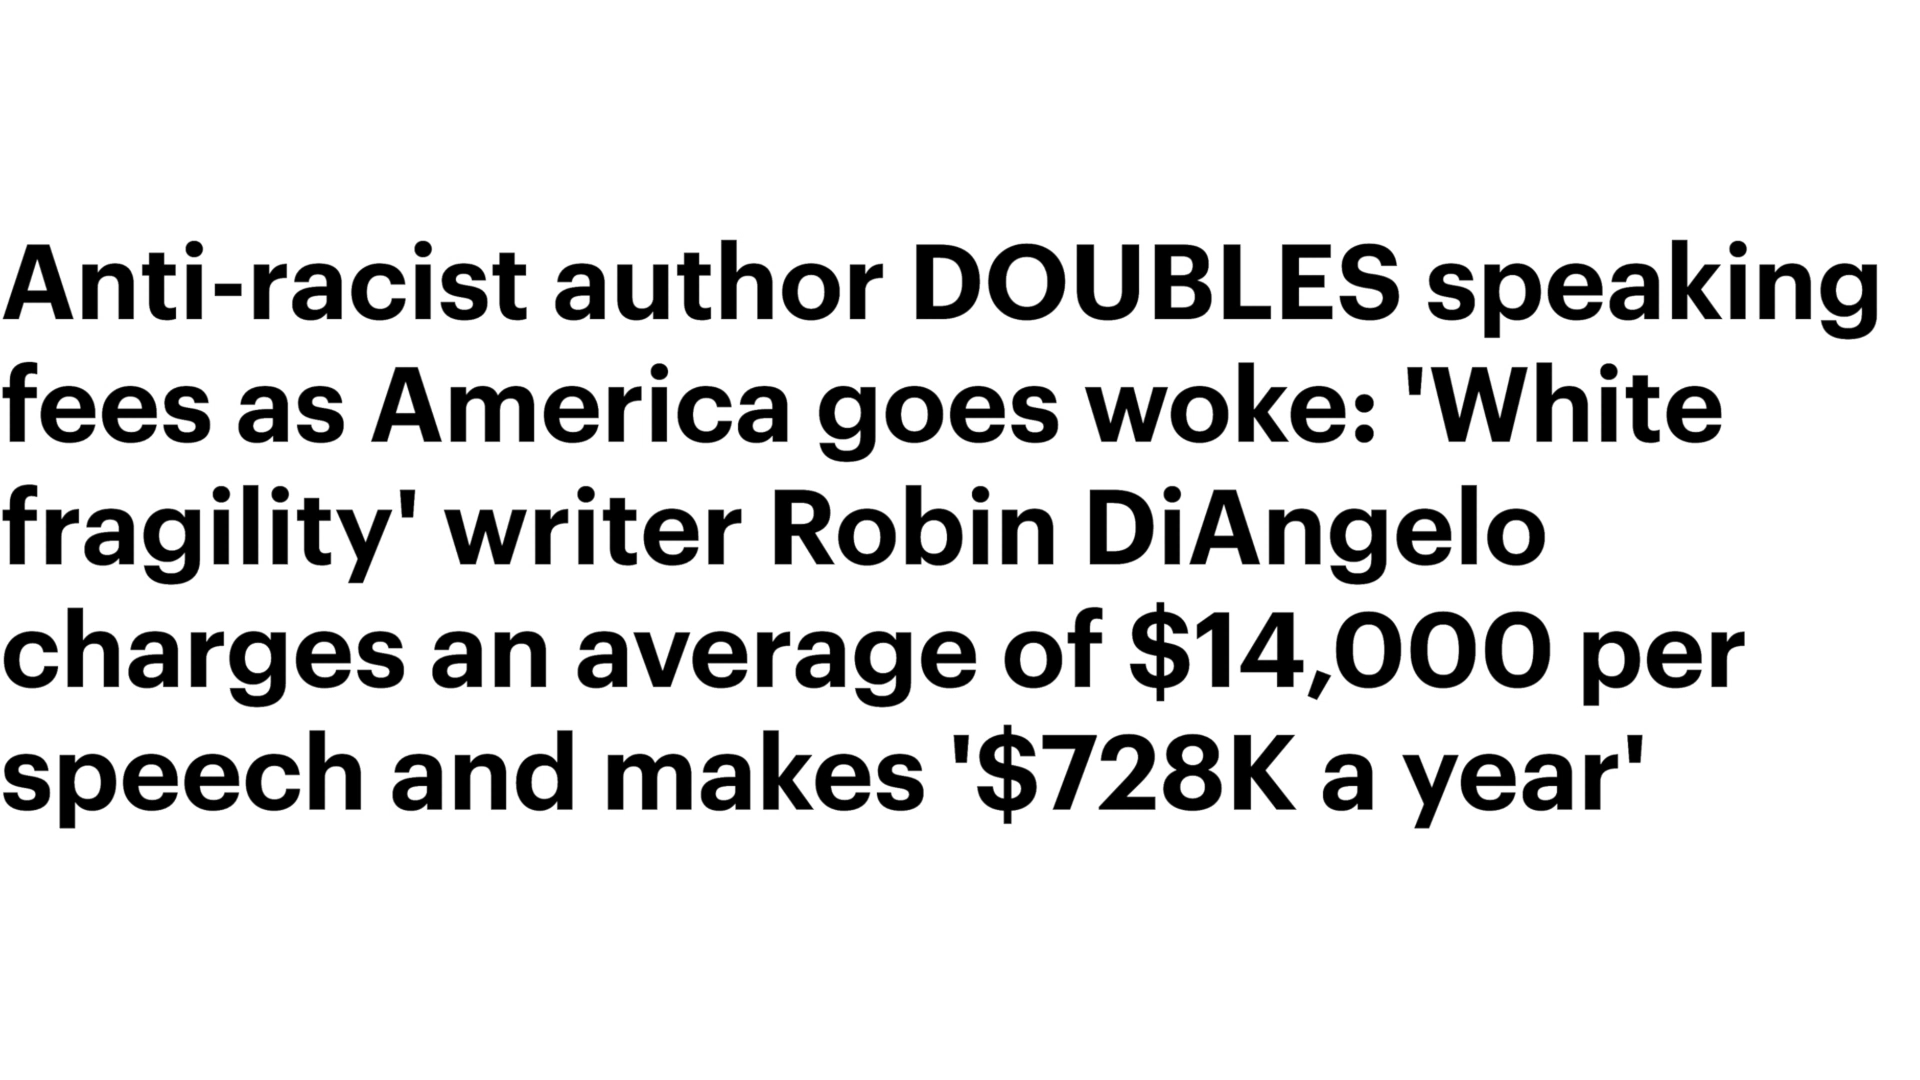 Anti-racist author DOUBLES speaking
fees as America goes woke: 'White
fragility' writer Robin DiAngelo
charges an average of $14,000 per
speech and makes '$728K a year'